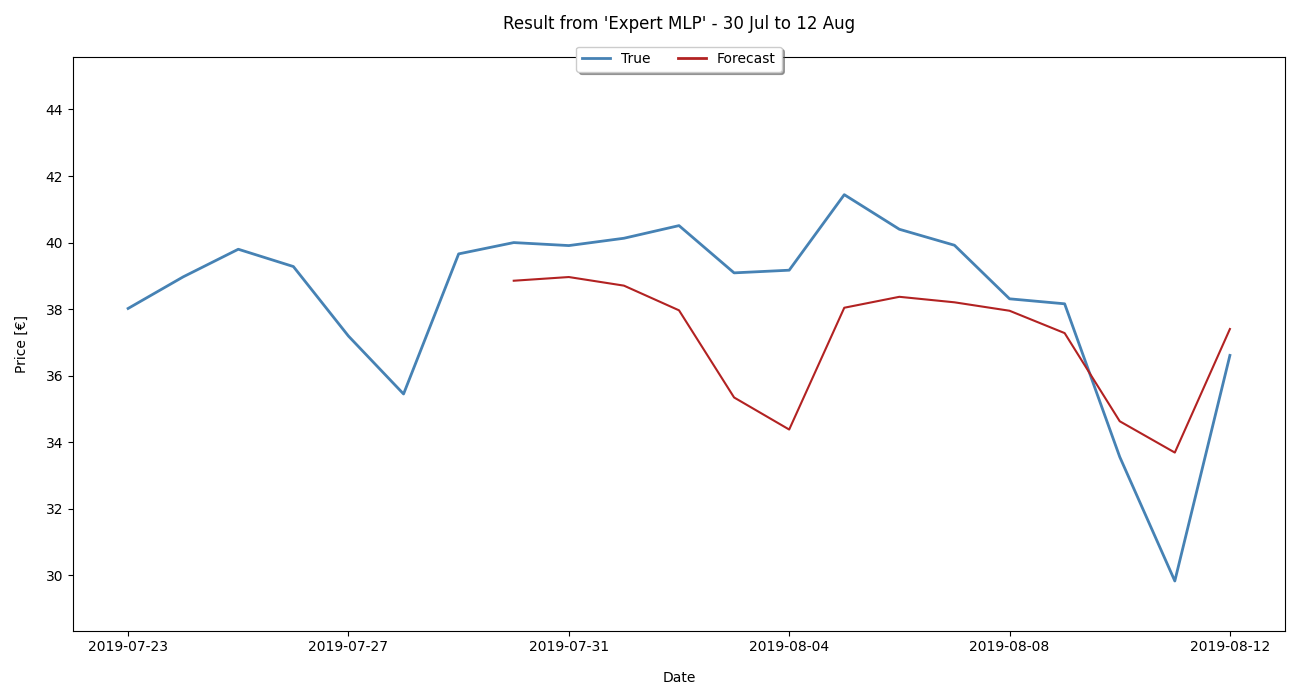 Result from 'Expert MLP' - 30 Jul to 12 Aug
True Forecast
Price [€]
44
42
40
38
36
34
32
30
2019-07-23 2019-07-27 2019-07-31 2019-08-04 2019-08-08 2019-08-12
Date